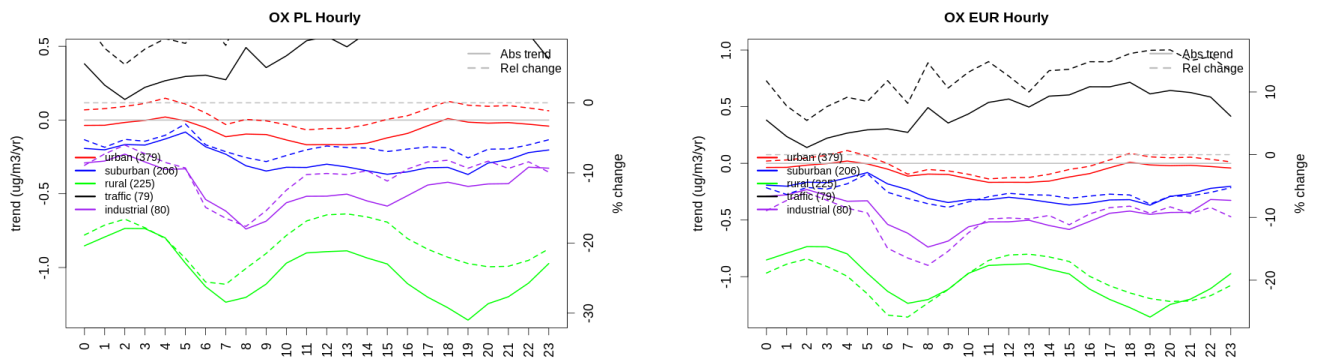 OX PL Hourly
Abs trend
Rel change
urban (379)
suburban (206)
rural (225)
traffic (79)
industrial (80)
trend (ug/m3/yr)
0.5
0.0
-0.5
-1.0
% change
0
-10
-20
-30
0 1 2 3 4 5 6 7 8 9 10 11 12 13 14 15 16 17 18 19 20 21 22 23
OX EUR Hourly
Abs trend
Rel change
urban (379)
suburban (206)
rural (225)
traffic (79)
industrial (80)
trend (ug/m3/yr)
1.0
0.5
0.0
-0.5
-1.0
% change
10
0
-10
-20
0 1 2 3 4 5 6 7 8 9 10 11 12 13 14 15 16 17 18 19 20 21 22 23